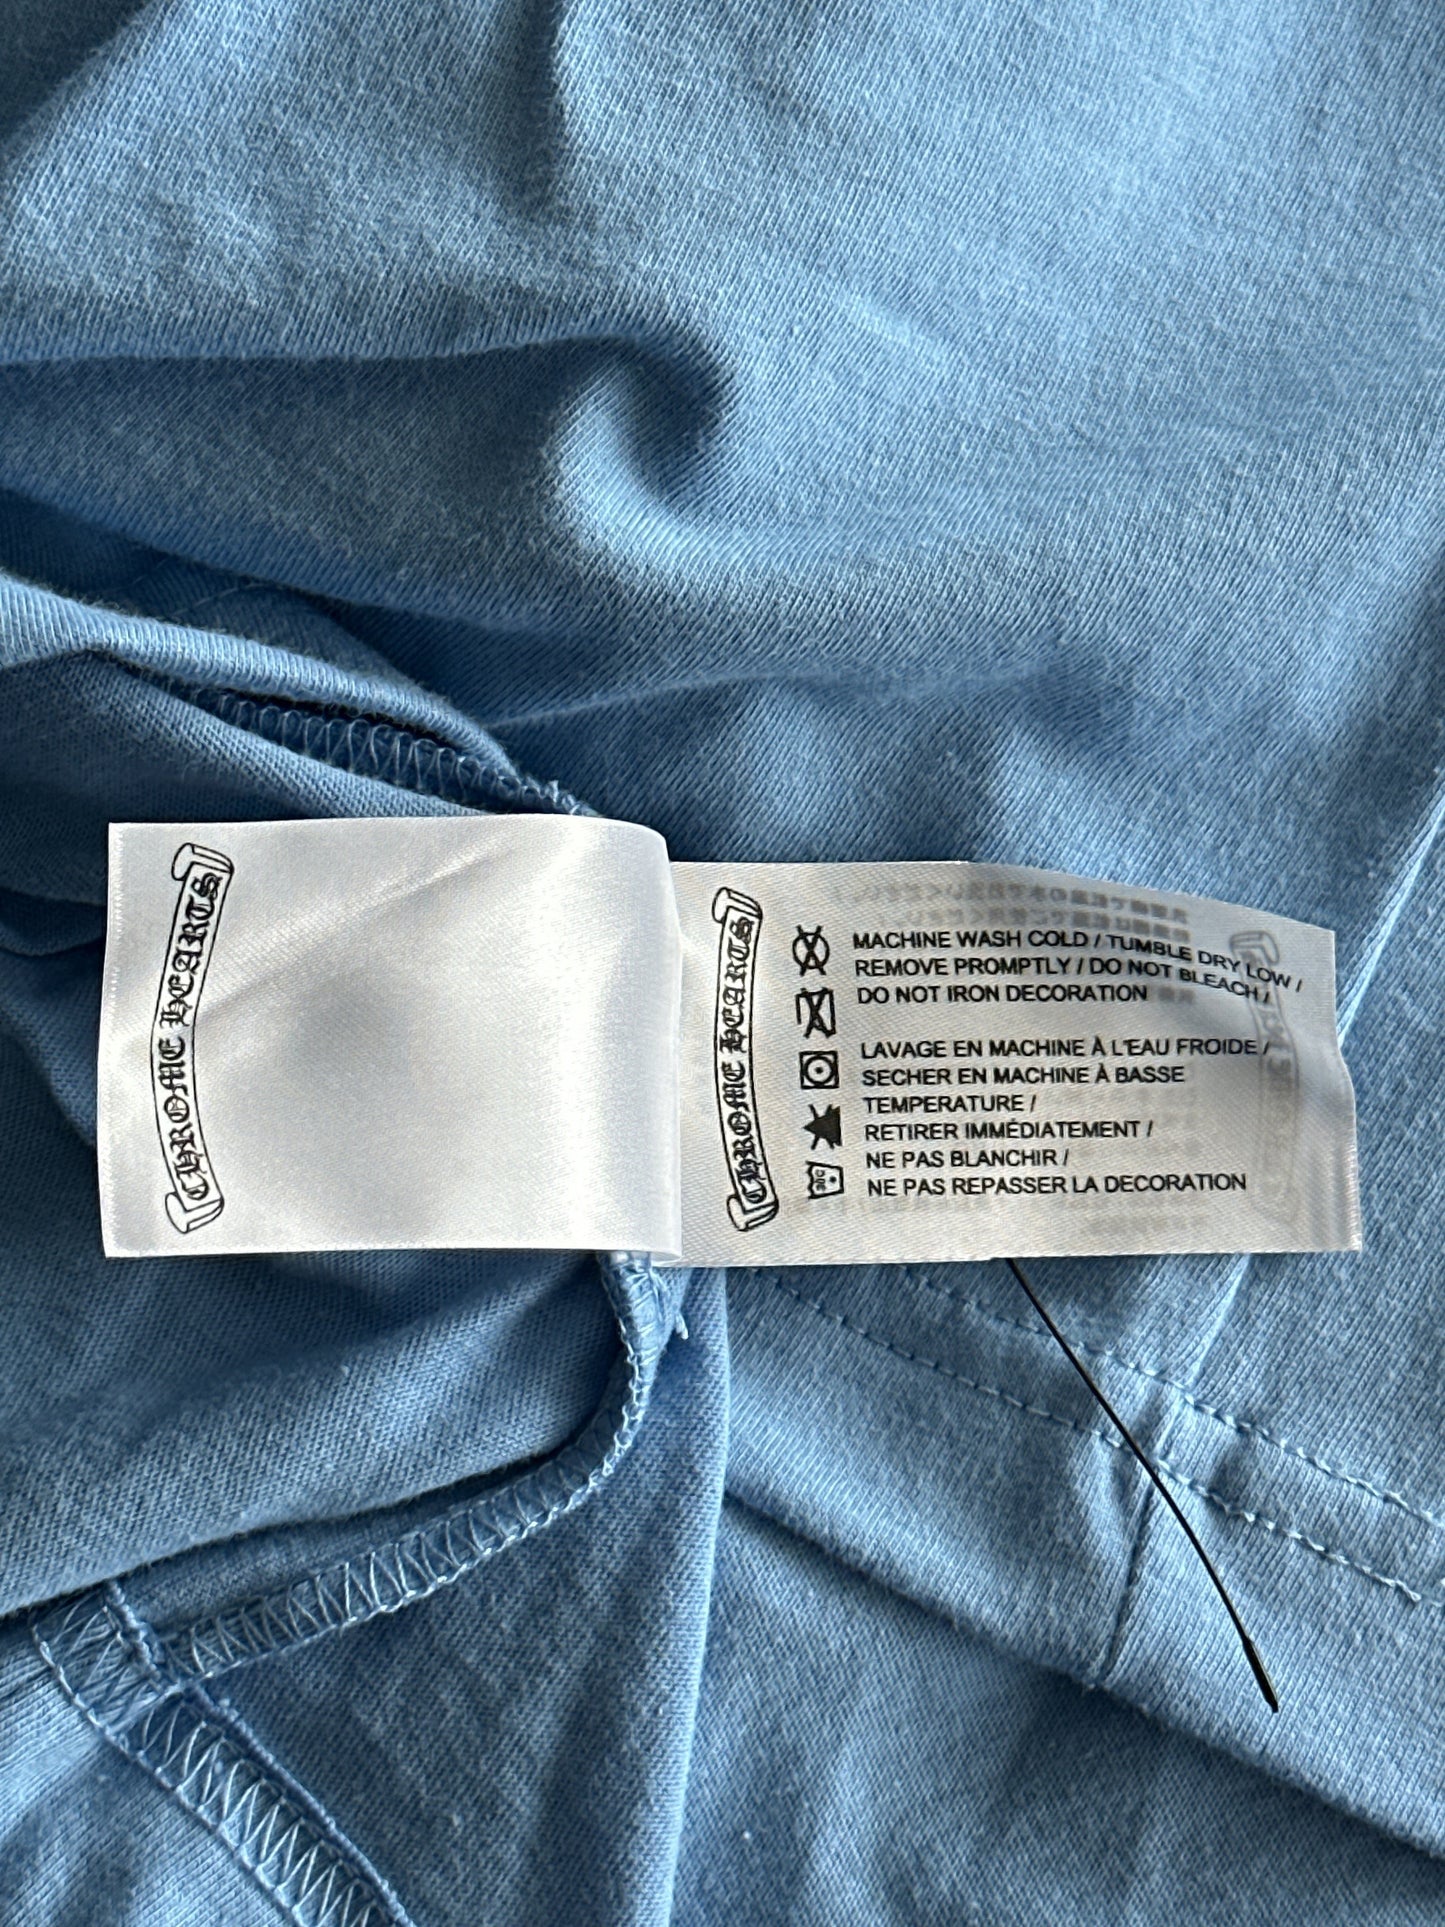 CHROME HEARTS
CHROME HEARTS
MACHINE WASH COLD / TUMBLE DRY LOW /
REMOVE PROMPTLY / DO NOT BLEACH /
DO NOT IRON DECORATION
LAVAGE EN MACHINE À L'EAU FROIDE /
SECHER EN MACHINE À BASSE
TEMPERATURE /
RETIRER IMMÉDIATEMENT /
NE PAS BLANCHIR /
NE PAS REPASSER LA DECORATION